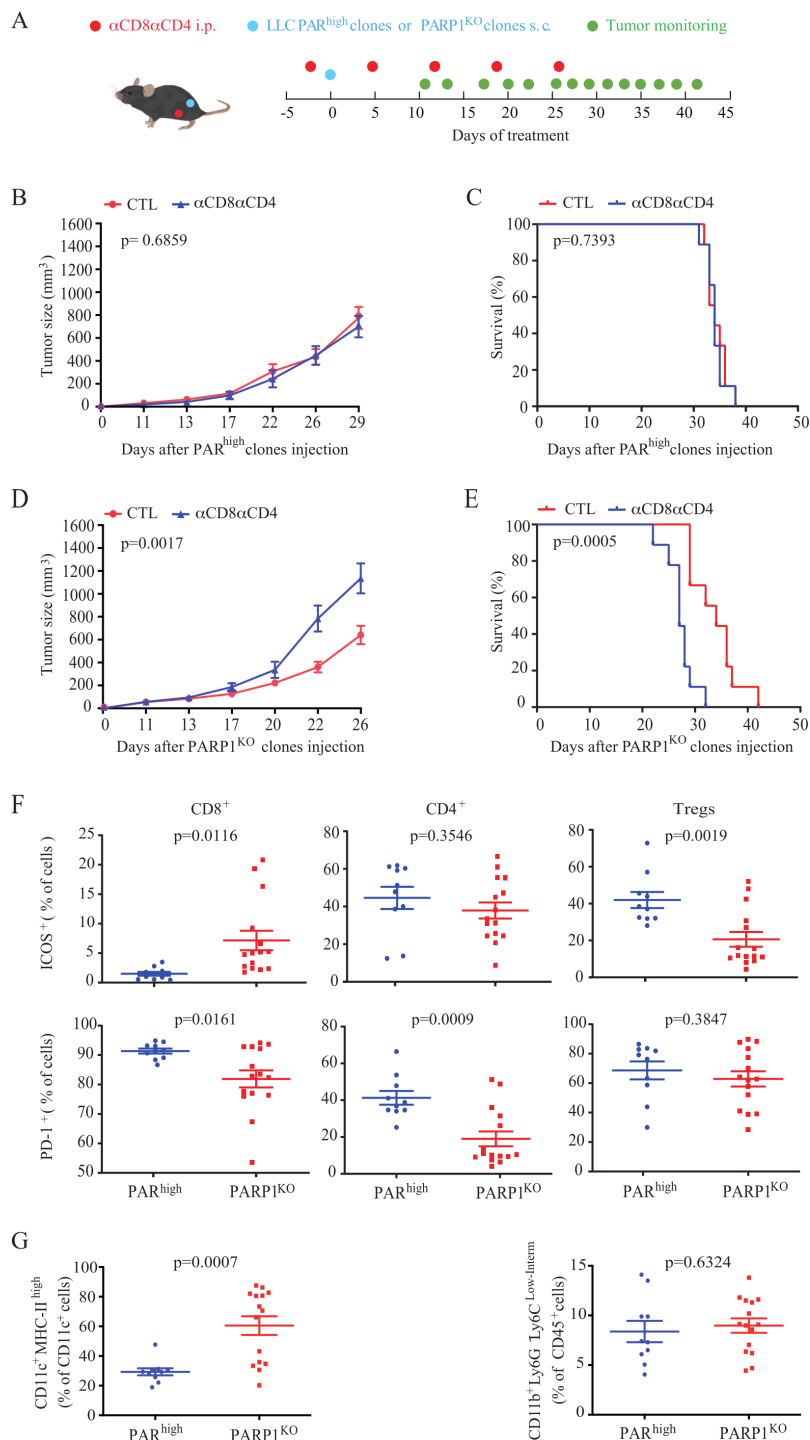 A
αCD8αCD4 i.p.
LLC PARhigh clones or PARP1KO clones s.c.
Tumor monitoring
-5 0 5 10 15 20 25 30 35 40 45
Days of treatment
B
CTL αCD8αCD4
p= 0.6859
Tumor size (mm3)
1600
1400
1200
1000
800
600
400
200
0
0 11 13 17 22 26 29
Days after PARhigh clones injection
C
CTL αCD8αCD4
p=0.7393
Survival (%)
100
80
60
40
20
0
0 10 20 30 40 50
Days after PARhigh clones injection
D
CTL αCD8αCD4
p=0.0017
Tumor size (mm3)
1600
1400
1200
1000
800
600
400
200
0
0 11 13 17 20 22 26
Days after PARP1KO clones injection
E
CTL αCD8αCD4
p=0.0005
Survival (%)
100
80
60
40
20
0
0 10 20 30 40 50
Days after PARP1KO clones injection
F
CD8+
p=0.0116
ICOS+ ( % of cells )
25
20
15
10
5
0
CD4+
p=0.3546
80
60
40
20
0
Tregs
p=0.0019
80
60
40
20
0
p=0.0161
PD-1+ ( % of cells)
100
90
80
70
60
50
PARhigh PARP1KO
p=0.0009
80
60
40
20
0
PARhigh PARP1KO
p=0.3847
100
80
60
40
20
0
PARhigh PARP1KO
G
p=0.0007
CD11c+ MHC-II high
(% of CD11c+ cells)
100
80
60
40
20
0
PARhigh PARP1KO
p=0.6324
CD11b+ Ly6G- Ly6C Low-Interm
(% of CD45+ cells)
20
15
10
5
0
PARhigh PARP1KO